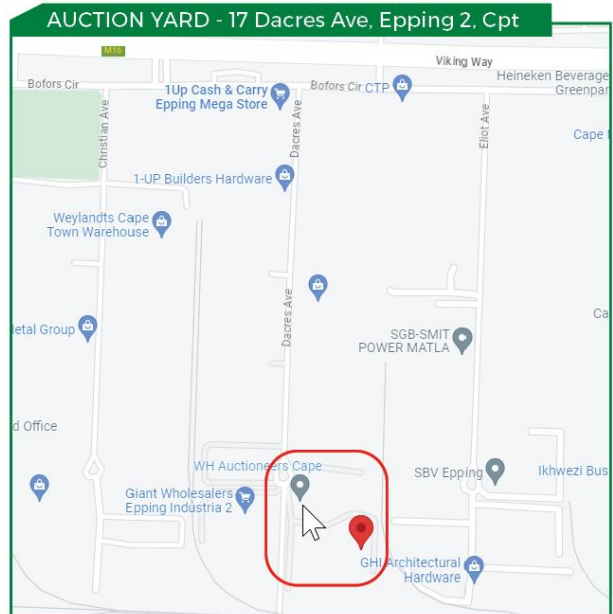 AUCTION YARD - 17 Dacres Ave, Epping 2, Cpt
M16
Viking Way
Bofors Cir
1Up Cash & Carry
Epping Mega Store
Bofors Cir
CTP
Heineken Beverage
Greenpar
Christian Ave
Dacres Ave
Eliot Ave
Cape
1-UP Builders Hardware
Weylandts Cape
Town Warehouse
Dacres Ave
Ca
etal Group
SGB-SMIT
POWER MATLA
d Office
WH Auctioneers Cape
SBV Epping
Ikhwezi Bus
Giant Wholesalers
Epping Industria 2
GHI Architectural
Hardware